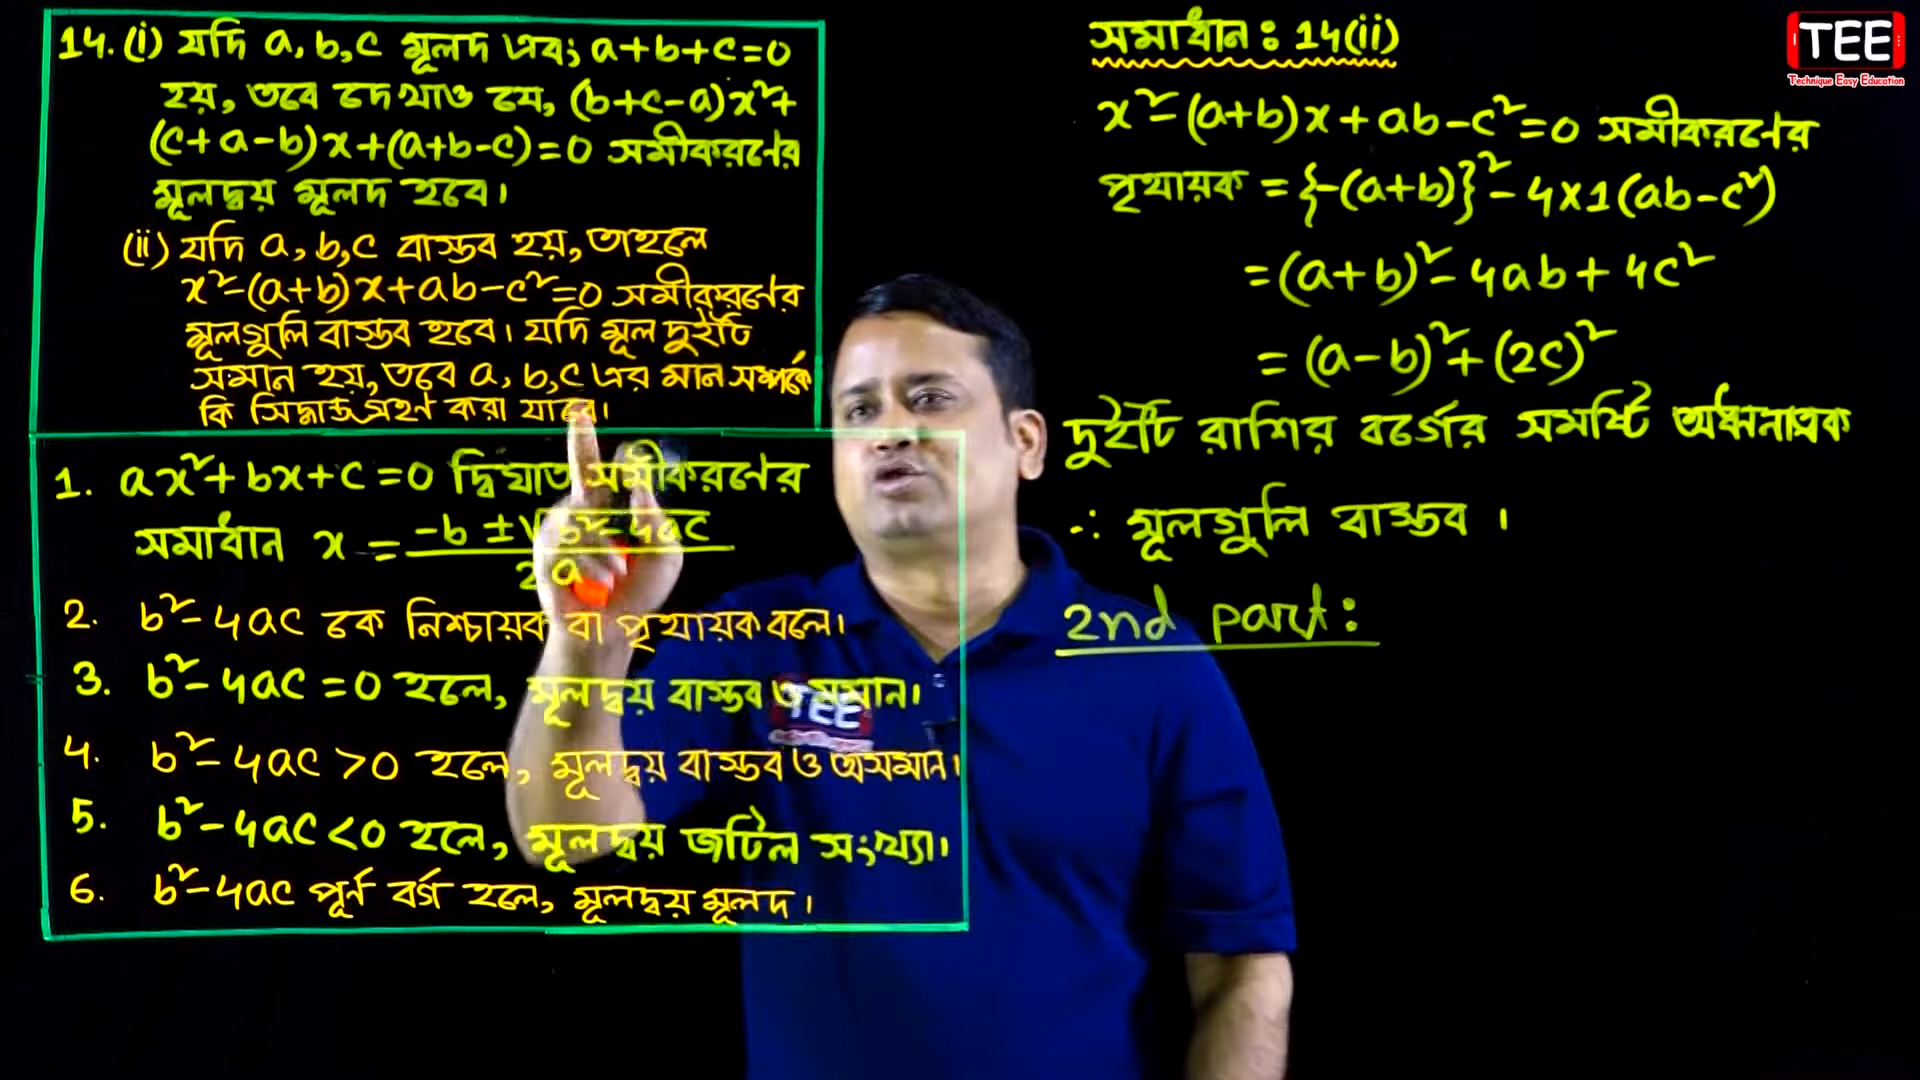 14. (i) যদি a, b, c মূলদ এবং a+b+c=0
হয়, তবে দেখাও যে, (b+c-a)x²+
(c+a-b)x+(a+b-c)=0 সমীকরণের
মূলদ্বয় মূলদ হবে।
(ii) যদি a, b, c বাস্তব হয়, তাহলে
x²-(a+b)x+ab-c²=0 সমীকরণের
মূলগুলি বাস্তব হবে। যদি মূল দুইটি
সমান হয়, তবে a, b, c এর মান সম্পর্কে
কি সিদ্ধান্ত গ্রহণ করা যাবে।
1. ax²+bx+c=0 দ্বিঘাত সমীকরণের
সমাধান x = (-b ± √b²-4ac)/2a
2. b²-4ac কে নিশ্চায়ক বা পৃথায়ক বলে।
3. b²-4ac=0 হলে, মূলদ্বয় বাস্তব ও সমান।
4. b²-4ac>0 হলে, মূলদ্বয় বাস্তব ও অসমান।
5. b²-4ac<0 হলে, মূলদ্বয় জটিল সংখ্যা।
6. b²-4ac পূর্ন বর্গ হলে, মূলদ্বয় মূলদ।
সমাধান: 14(ii)
x²-(a+b)x+ab-c²=0 সমীকরণের
পৃথায়ক = {-(a+b)}²-4×1(ab-c²)
=(a+b)²-4ab+4c²
= (a-b)²+(2c)²
দুইটি রাশির বর্গের সমষ্টি অঋনাত্মক
∴ মূলগুলি বাস্তব।
2nd part:
TEE
Technique Easy Education
TEE